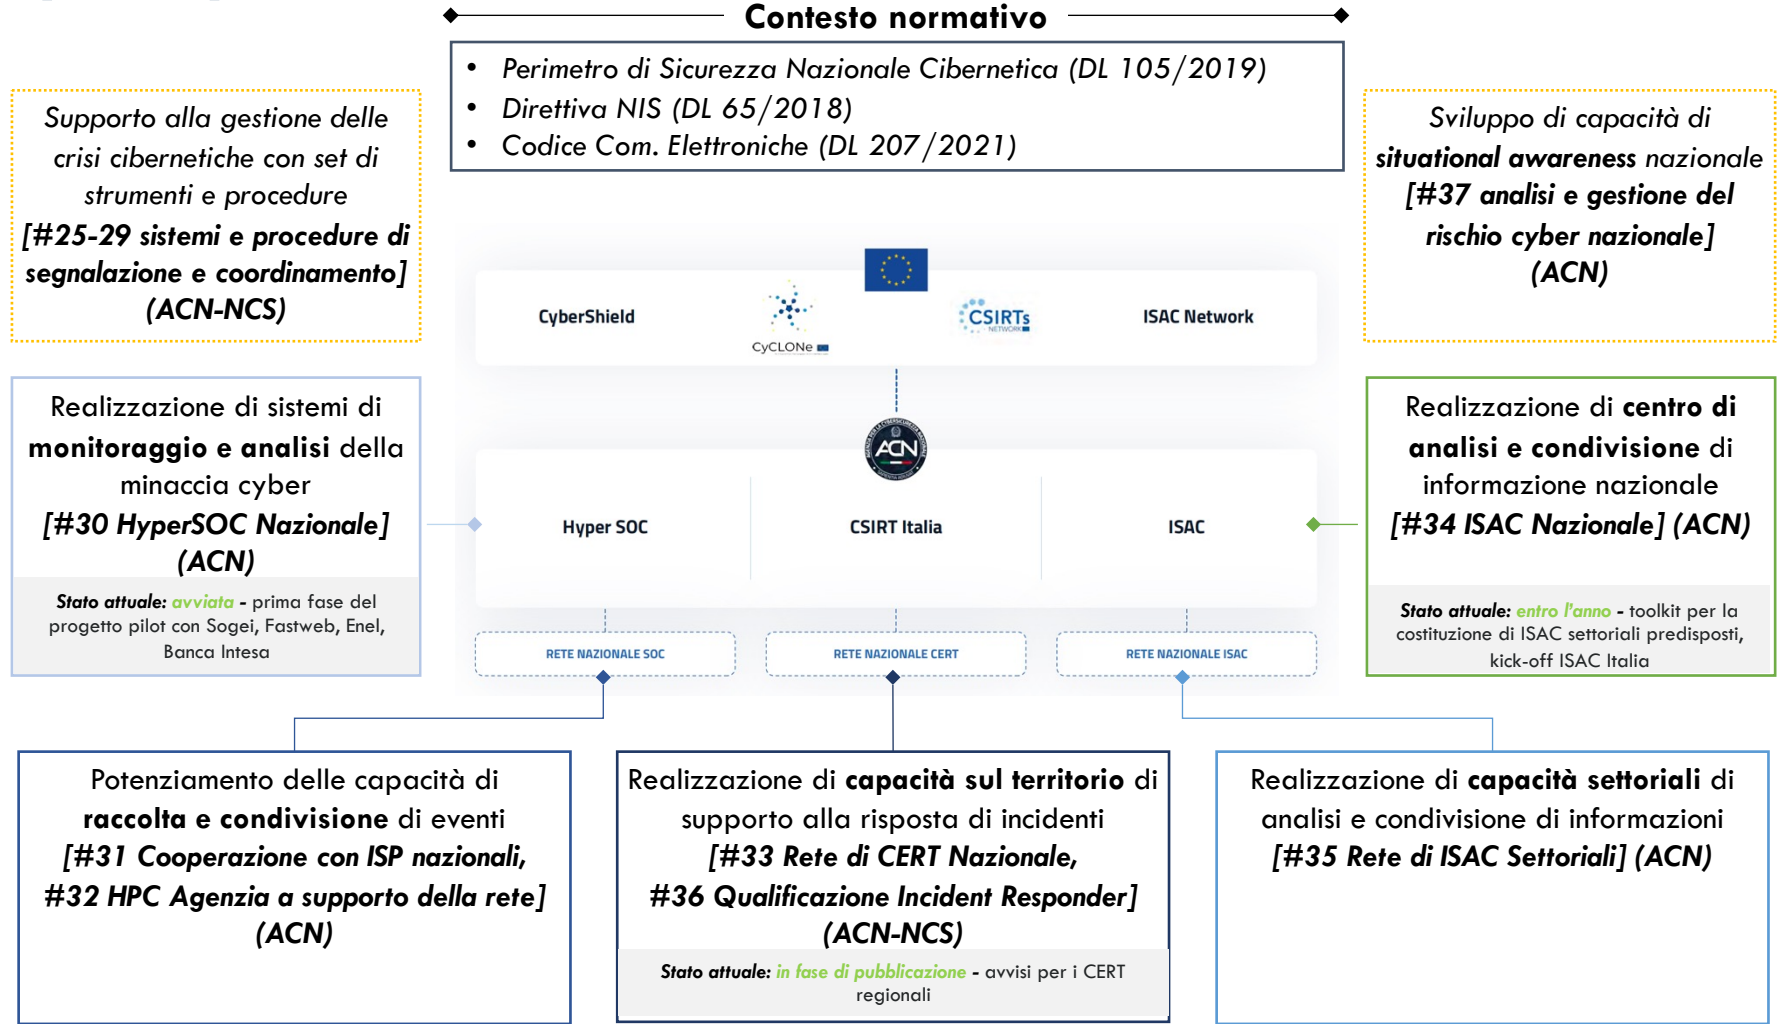 Contesto normativo
• Perimetro di Sicurezza Nazionale Cibernetica (DL 105/2019)
• Direttiva NIS (DL 65/2018)
• Codice Com. Elettroniche (DL 207/2021)
Supporto alla gestione delle
crisi cibernetiche con set di
strumenti e procedure
[#25-29 sistemi e procedure di
segnalazione e coordinamento]
(ACN-NCS)
Sviluppo di capacità di
situational awareness nazionale
[#37 analisi e gestione del
rischio cyber nazionale]
(ACN)
CyberShield
CyCLONe
CSIRTs
NETWORK
ISAC Network
Realizzazione di sistemi di
monitoraggio e analisi della
minaccia cyber
[#30 HyperSOC Nazionale]
(ACN)
Stato attuale: avviata - prima fase del
progetto pilot con Sogei, Fastweb, Enel,
Banca Intesa
ACN
Hyper SOC
CSIRT Italia
ISAC
RETE NAZIONALE SOC
RETE NAZIONALE CERT
RETE NAZIONALE ISAC
Realizzazione di centro di
analisi e condivisione di
informazione nazionale
[#34 ISAC Nazionale] (ACN)
Stato attuale: entro l'anno - toolkit per la
costituzione di ISAC settoriali predisposti,
kick-off ISAC Italia
Potenziamento delle capacità di
raccolta e condivisione di eventi
[#31 Cooperazione con ISP nazionali,
#32 HPC Agenzia a supporto della rete]
(ACN)
Realizzazione di capacità sul territorio di
supporto alla risposta di incidenti
[#33 Rete di CERT Nazionale,
#36 Qualificazione Incident Responder]
(ACN-NCS)
Stato attuale: in fase di pubblicazione - avvisi per i CERT
regionali
Realizzazione di capacità settoriali di
analisi e condivisione di informazioni
[#35 Rete di ISAC Settoriali] (ACN)